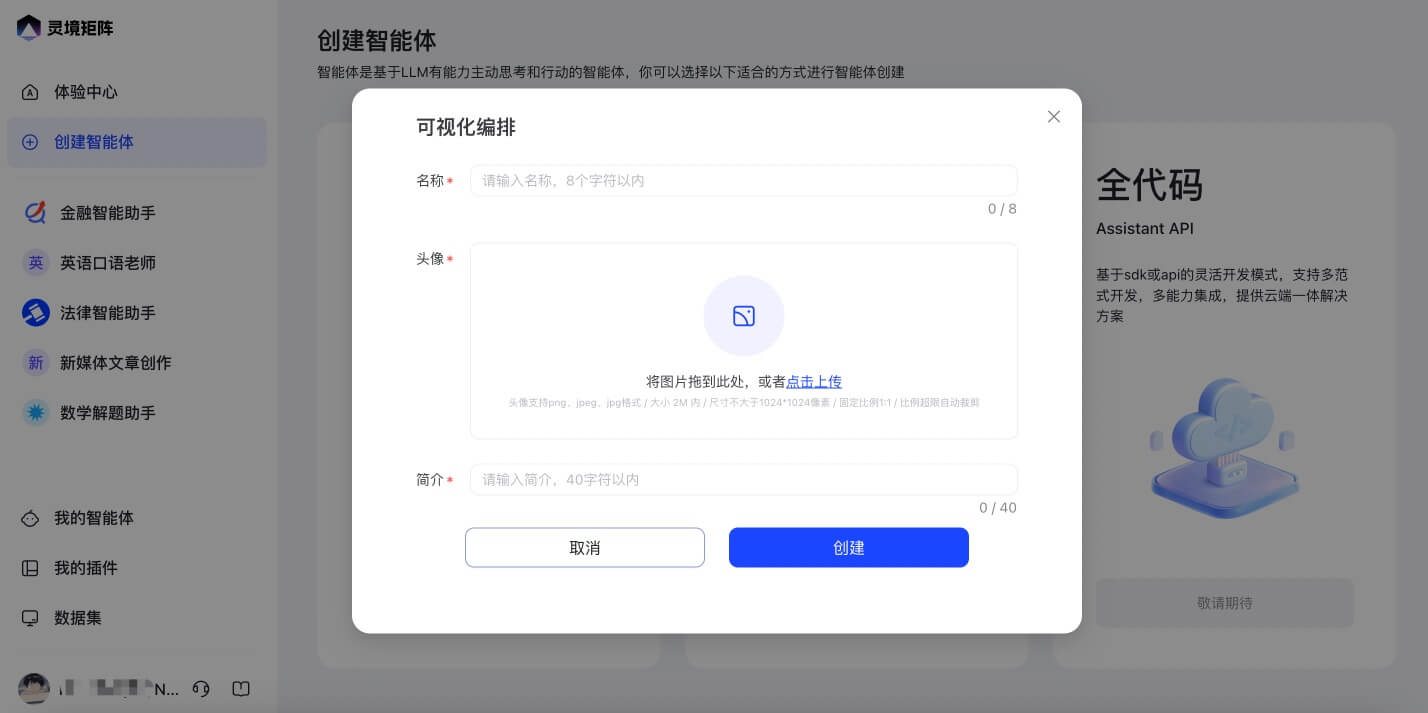 灵境矩阵
体验中心
创建智能体
金融智能助手
英 英语口语老师
法律智能助手
新 新媒体文章创作
数学解题助手
我的智能体
我的插件
数据集
N...
创建智能体
智能体是基于LLM有能力主动思考和行动的智能体，你可以选择以下适合的方式进行智能体创建
可视化编排
名称*
请输入名称，8个字符以内
0 / 8
头像*
将图片拖到此处，或者点击上传
头像支持png、jpeg、jpg格式 / 大小 2M 内 / 尺寸不大于1024*1024像素 / 固定比例1:1 / 比例超限自动裁剪
简介*
请输入简介，40字符以内
0 / 40
取消
创建
全代码
Assistant API
基于sdk或api的灵活开发模式，支持多范
式开发，多能力集成，提供云端一体解决
方案
敬请期待